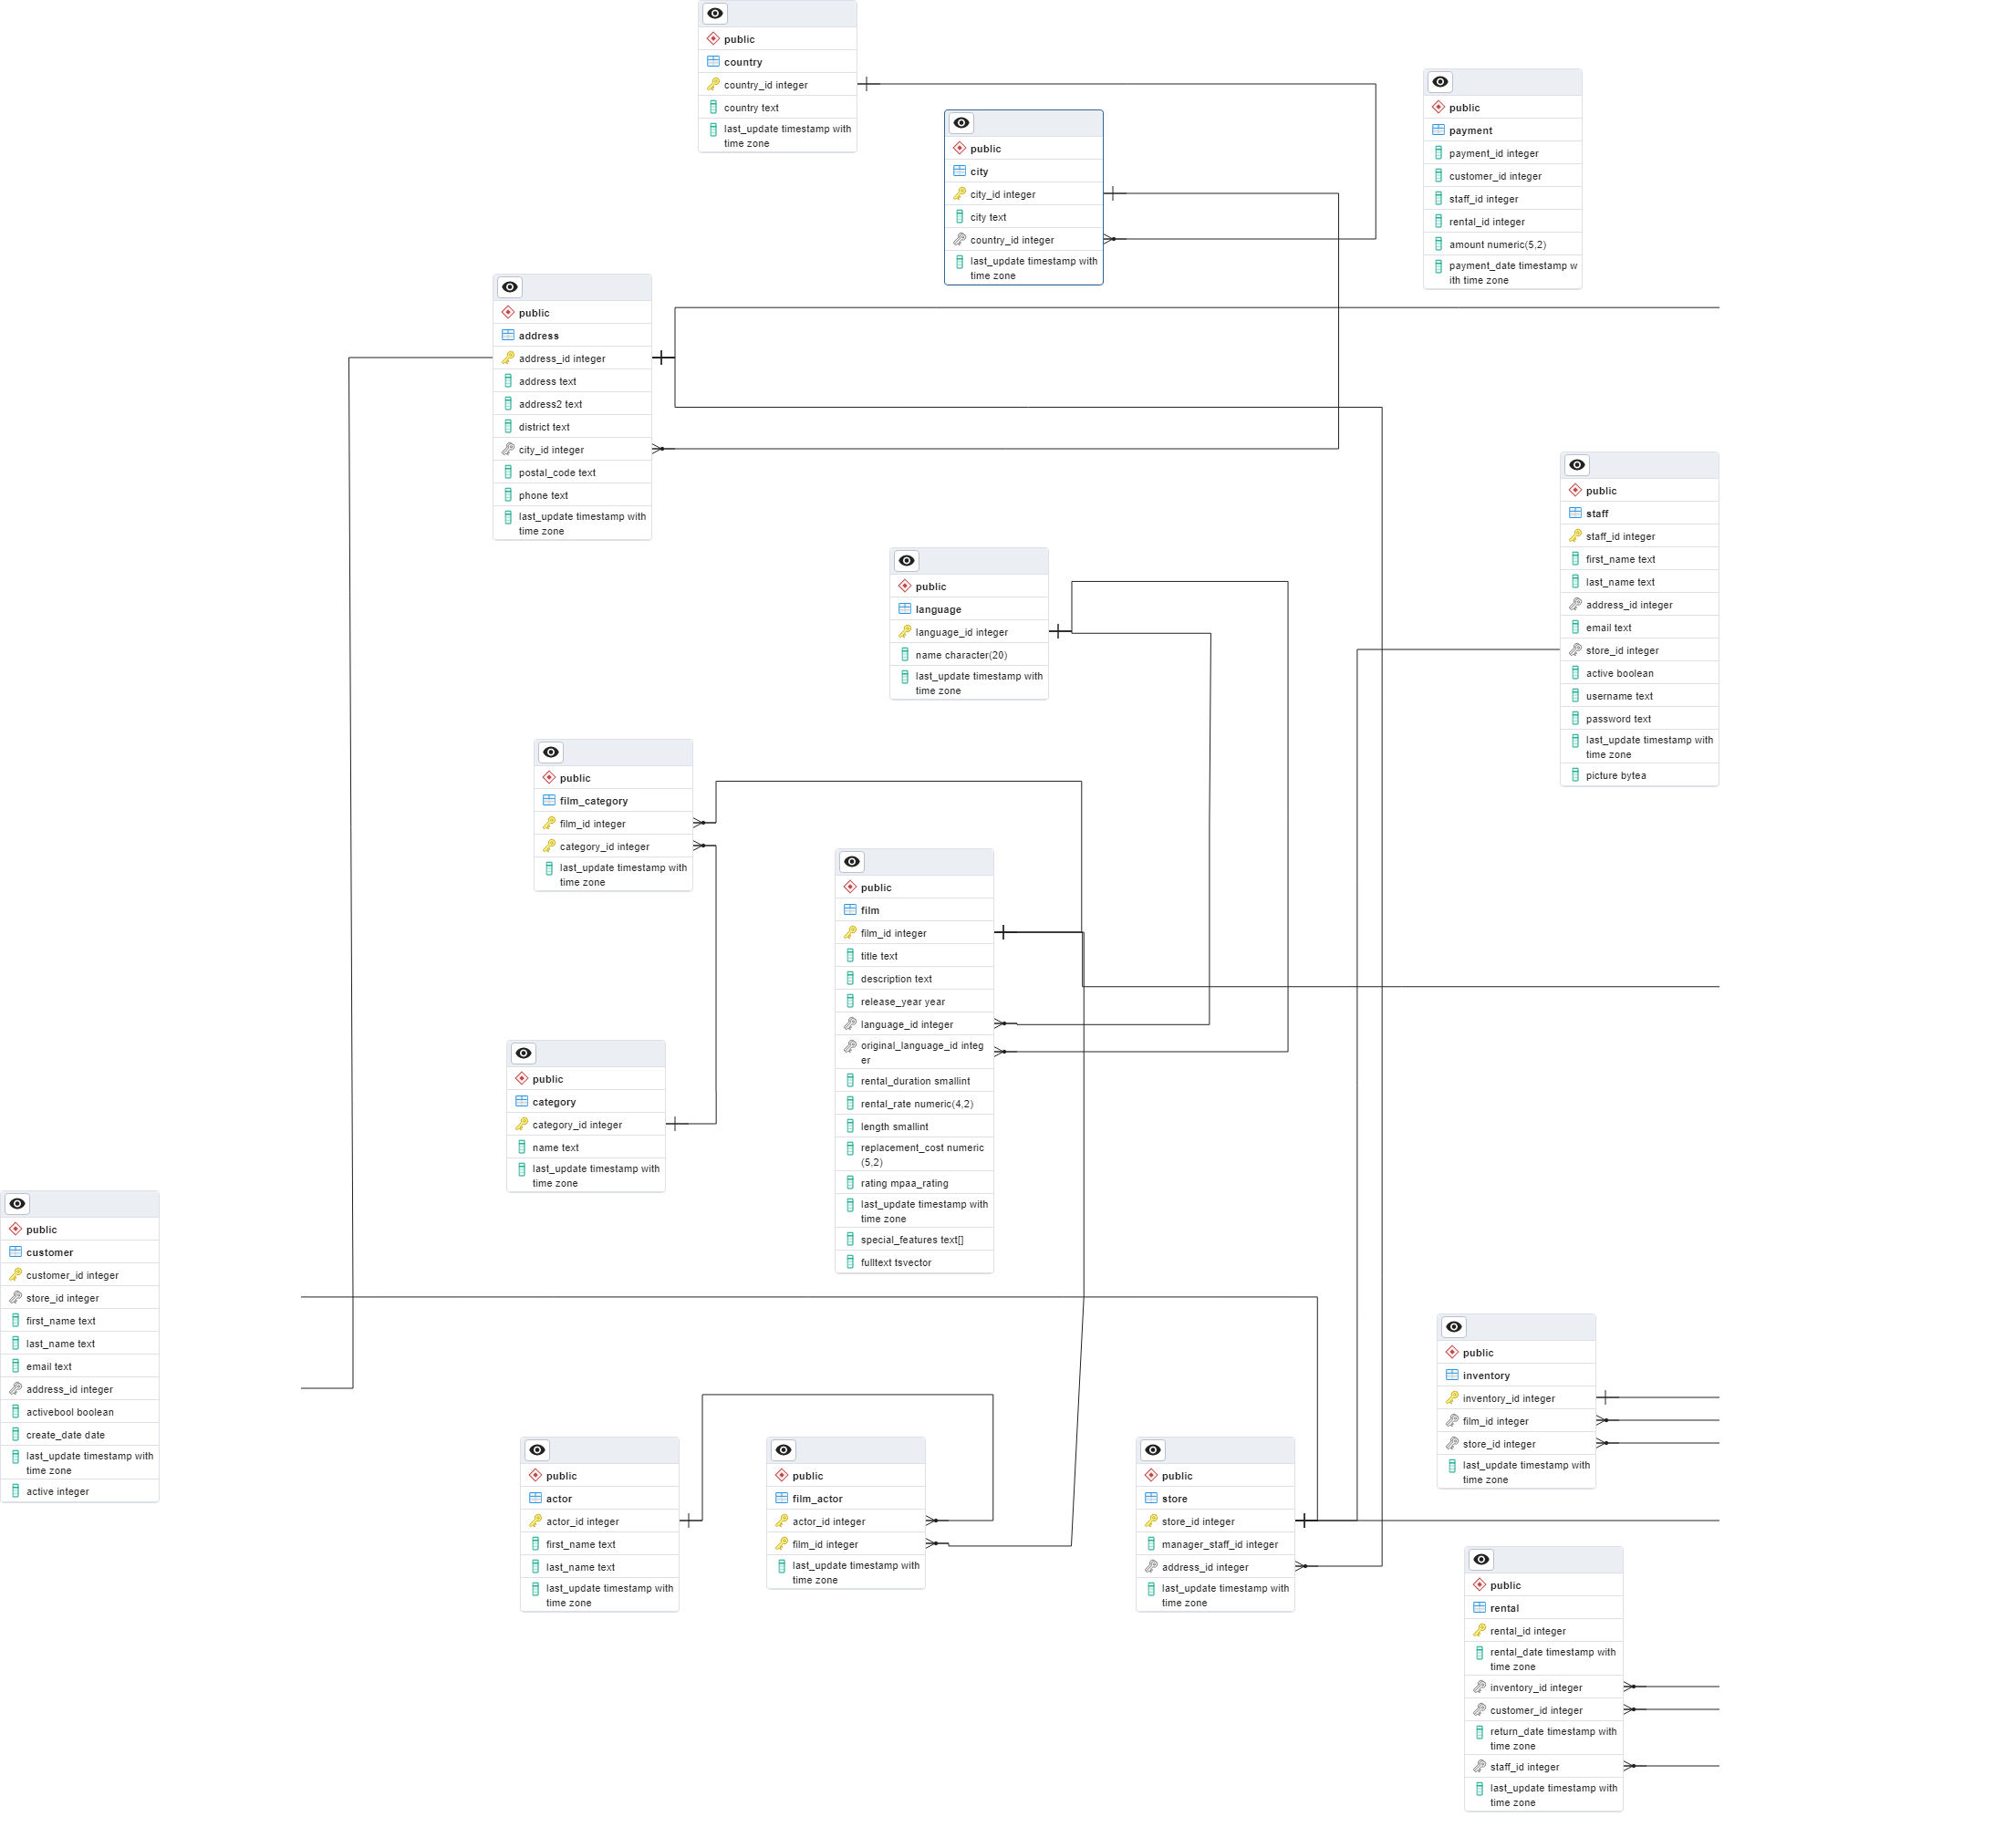 public
country
country_id integer
country text
last_update timestamp with
time zone
public
city
city_id integer
city text
country_id integer
last_update timestamp with
time zone
public
payment
payment_id integer
customer_id integer
staff_id integer
rental_id integer
amount numeric(5,2)
payment_date timestamp w
ith time zone
public
address
address_id integer
address text
address2 text
district text
city_id integer
postal_code text
phone text
last_update timestamp with
time zone
public
staff
staff_id integer
first_name text
last_name text
address_id integer
email text
store_id integer
active boolean
username text
password text
last_update timestamp with
time zone
picture bytea
public
language
language_id integer
name character(20)
last_update timestamp with
time zone
public
film_category
film_id integer
category_id integer
last_update timestamp with
time zone
public
film
film_id integer
title text
description text
release_year year
language_id integer
original_language_id integ
er
rental_duration smallint
rental_rate numeric(4,2)
length smallint
replacement_cost numeric
(5,2)
rating mpaa_rating
last_update timestamp with
time zone
special_features text[]
fulltext tsvector
public
category
category_id integer
name text
last_update timestamp with
time zone
public
customer
customer_id integer
store_id integer
first_name text
last_name text
email text
address_id integer
activebool boolean
create_date date
last_update timestamp with
time zone
active integer
public
inventory
inventory_id integer
film_id integer
store_id integer
last_update timestamp with
time zone
public
actor
actor_id integer
first_name text
last_name text
last_update timestamp with
time zone
public
film_actor
actor_id integer
film_id integer
last_update timestamp with
time zone
public
store
store_id integer
manager_staff_id integer
address_id integer
last_update timestamp with
time zone
public
rental
rental_id integer
rental_date timestamp with
time zone
inventory_id integer
customer_id integer
return_date timestamp with
time zone
staff_id integer
last_update timestamp with
time zone